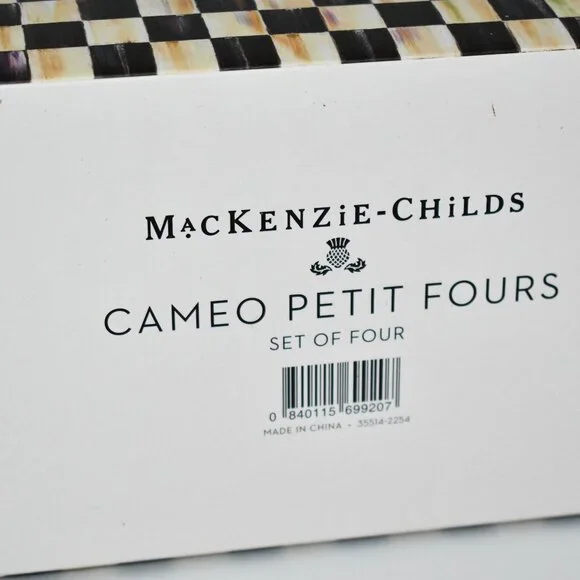 MACKENZiE-CHiLDS
CAMEO PETIT FOURS
SET OF FOUR
0 840115 699207
MADE IN CHINA • 35514-2254